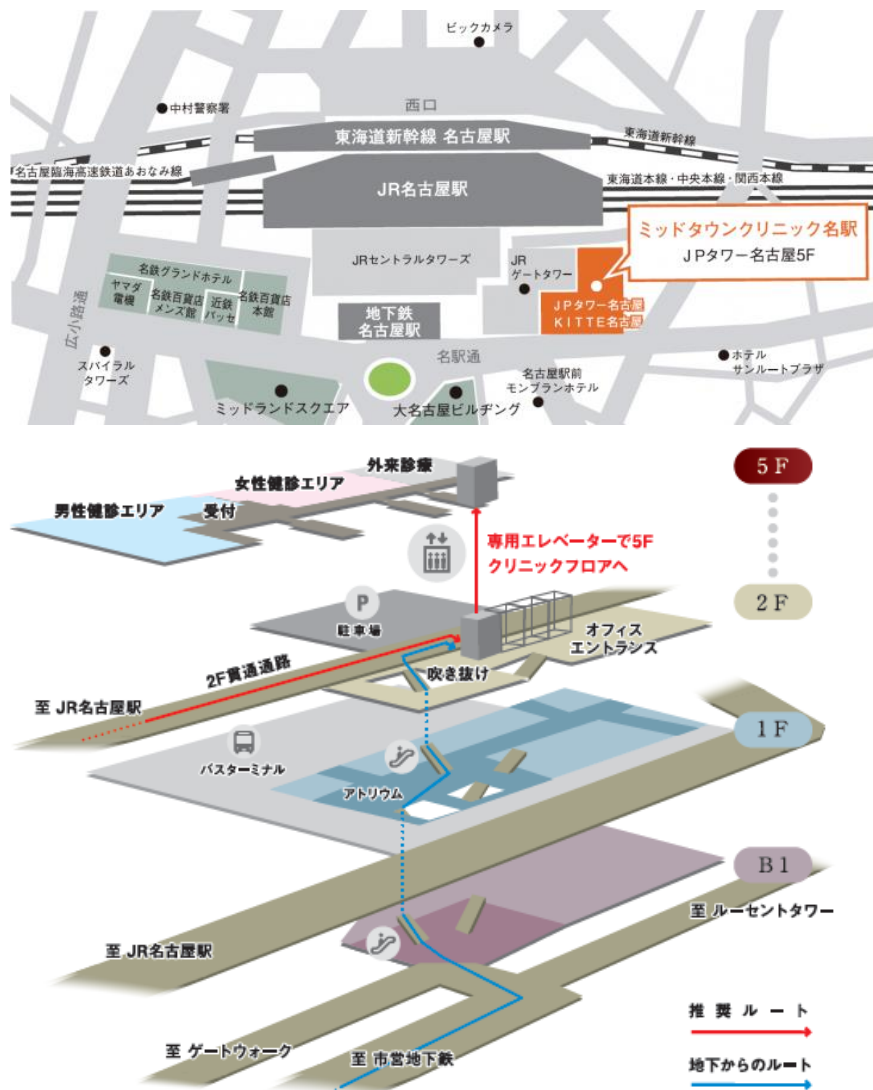 ビックカメラ
西口
中村警察署
東海道新幹線 名古屋駅
東海道新幹線
名古屋臨海高速鉄道あおなみ線
JR名古屋駅
東海道本線・中央本線・関西本線
ミッドタウンクリニック名駅
JPタワー名古屋5F
JRセントラルタワーズ
JR
ゲートタワー
名鉄グランドホテル
ヤマダ
電機
名鉄百貨店
メンズ館
近鉄
パッセ
名鉄百貨店
本館
地下鉄
名古屋駅
JPタワー名古屋
KITTE名古屋
広小路通
名駅通
スパイラル
タワーズ
ミッドランドスクエア
大名古屋ビルヂング
名古屋駅前
モンブランホテル
ホテル
サンルートプラザ
5F
外来診療
女性健診エリア
男性健診エリア
受付
専用エレベーターで5F
クリニックフロアへ
2F
P
駐車場
オフィス
エントランス
2F貫通通路
吹き抜け
至 JR名古屋駅
1F
バスターミナル
アトリウム
B1
至 ルーセントタワー
至 JR名古屋駅
至 ゲートウォーク
至 市営地下鉄
推奨ルート
地下からのルート